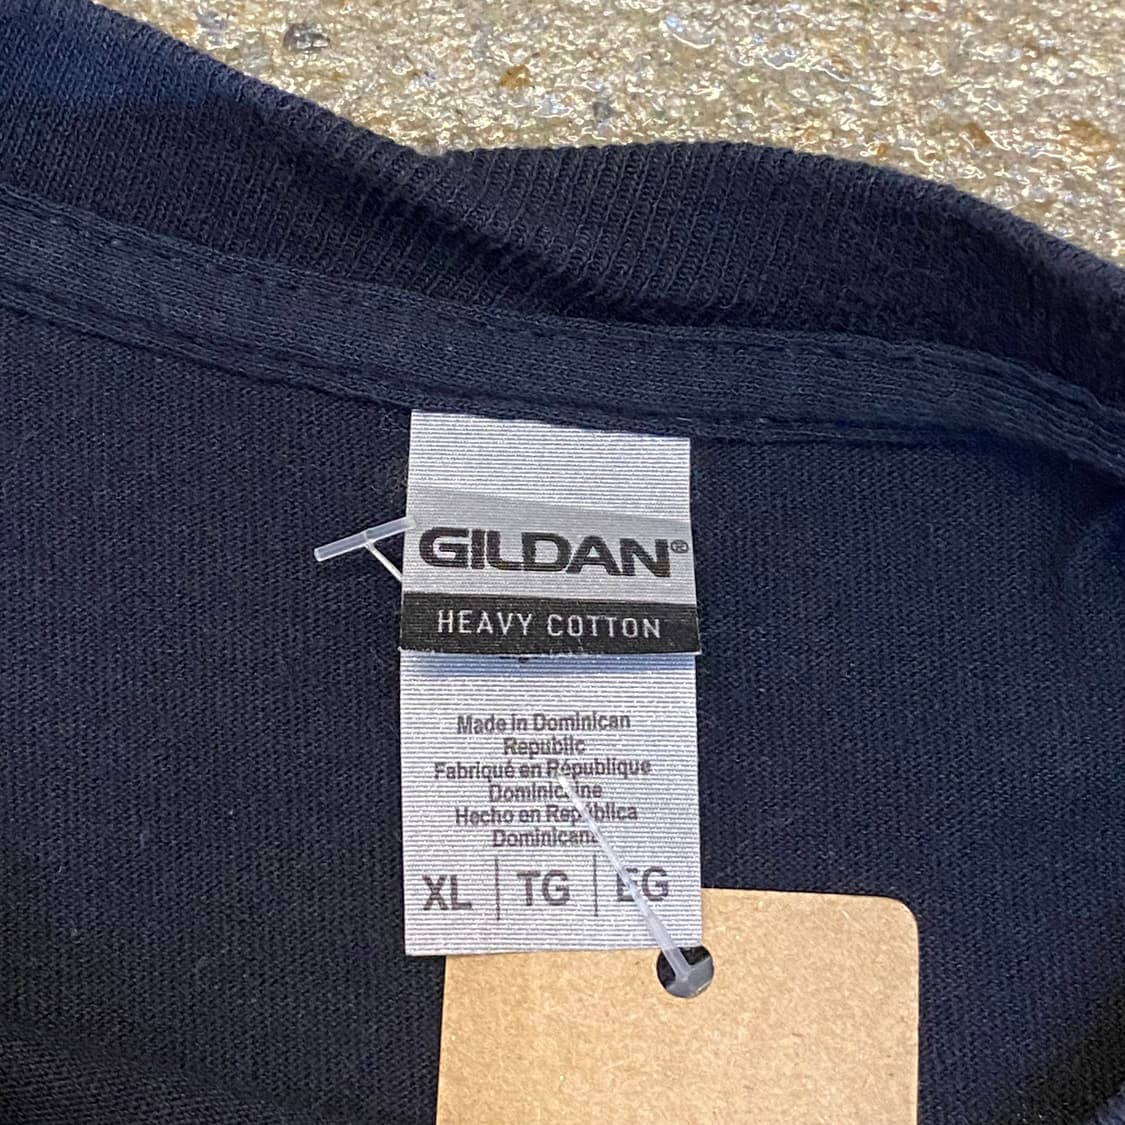 GILDAN®
HEAVY COTTON
Made in Dominican
Republic
Fabriqué en République
Dominicaine
Hecho en República
Dominicana
XL | TG | EG